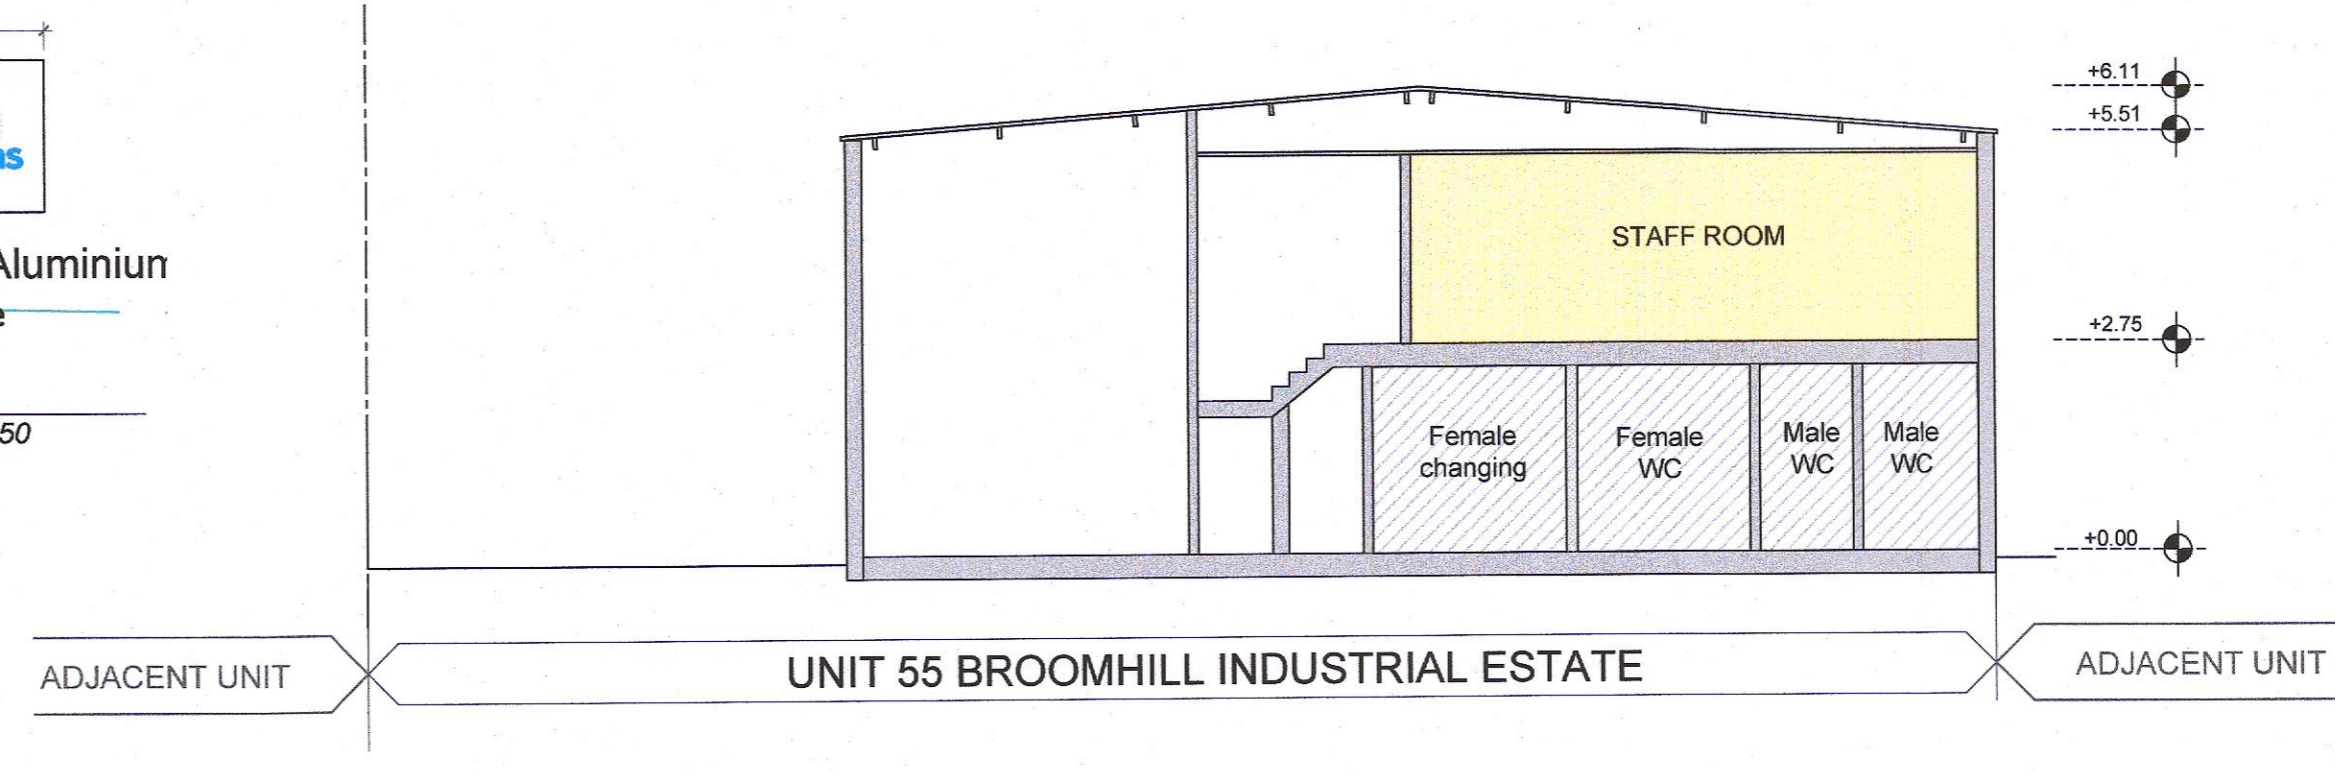 +6.11
+5.51
STAFF ROOM
Aluminium
+2.75
50
Female
changing
Female
WC
Male
WC
Male
WC
+0.00
ADJACENT UNIT
UNIT 55 BROOMHILL INDUSTRIAL ESTATE
ADJACENT UNIT